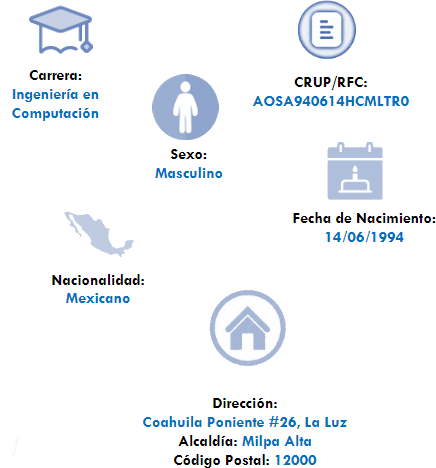 Carrera:
Ingeniería en
Computación
CRUP/RFC:
AOSA940614HCMLTR0
Sexo:
Masculino
Fecha de Nacimiento:
14/06/1994
Nacionalidad:
Mexicano
Dirección:
Coahuila Poniente #26, La Luz
Alcaldía: Milpa Alta
Código Postal: 12000